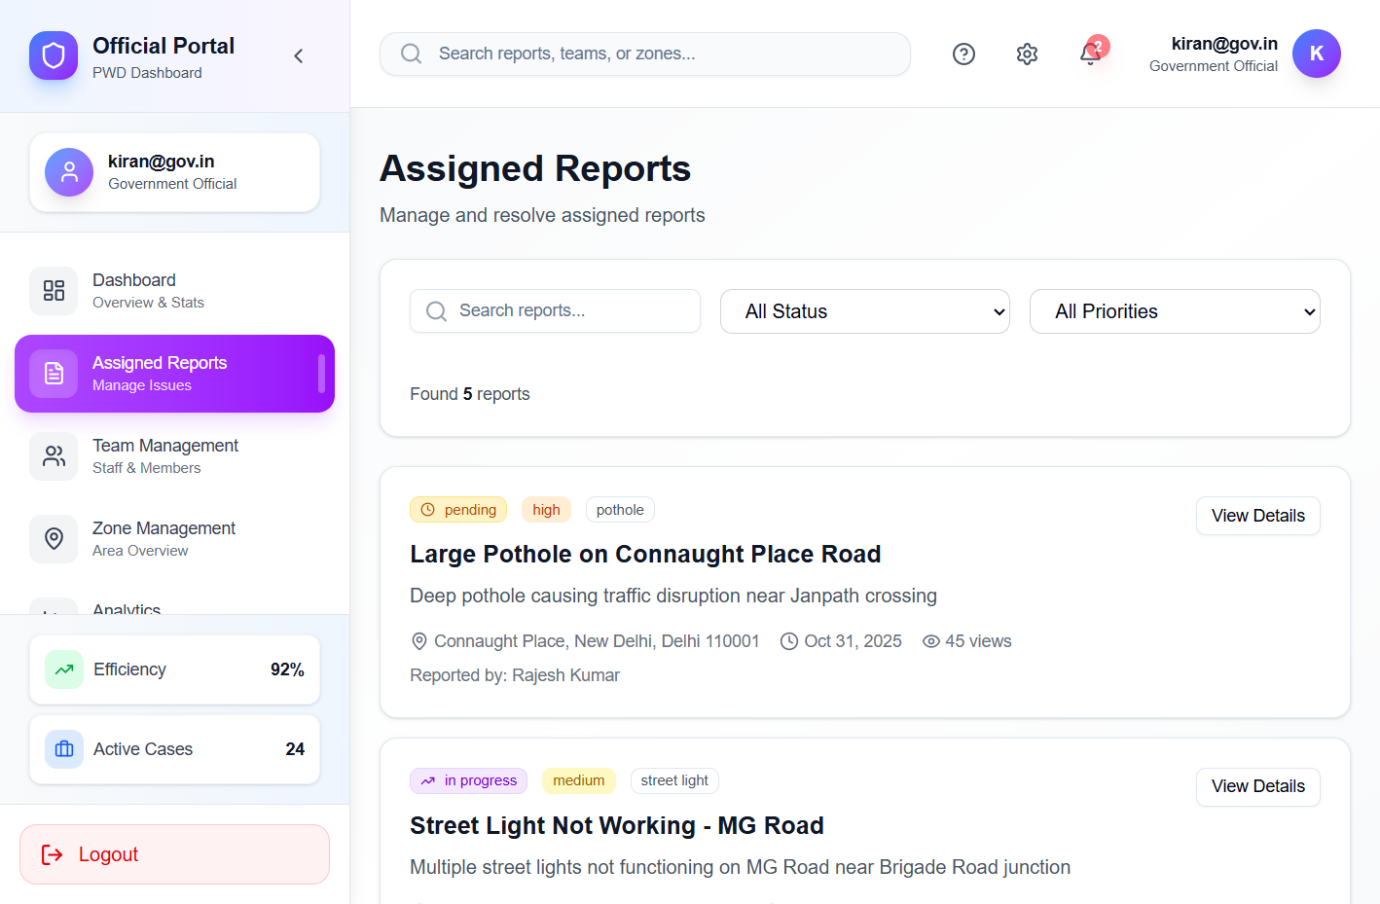 Official Portal
PWD Dashboard
Search reports, teams, or zones...
2
kiran@gov.in
Government Official
K
kiran@gov.in
Government Official
Dashboard
Overview & Stats
Assigned Reports
Manage Issues
Team Management
Staff & Members
Zone Management
Area Overview
Analytics
Efficiency
92%
Active Cases
24
Logout
Assigned Reports
Manage and resolve assigned reports
Search reports...
All Status
All Priorities
Found 5 reports
pending
high
pothole
View Details
Large Pothole on Connaught Place Road
Deep pothole causing traffic disruption near Janpath crossing
Connaught Place, New Delhi, Delhi 110001
Oct 31, 2025
45 views
Reported by: Rajesh Kumar
in progress
medium
street light
View Details
Street Light Not Working - MG Road
Multiple street lights not functioning on MG Road near Brigade Road junction